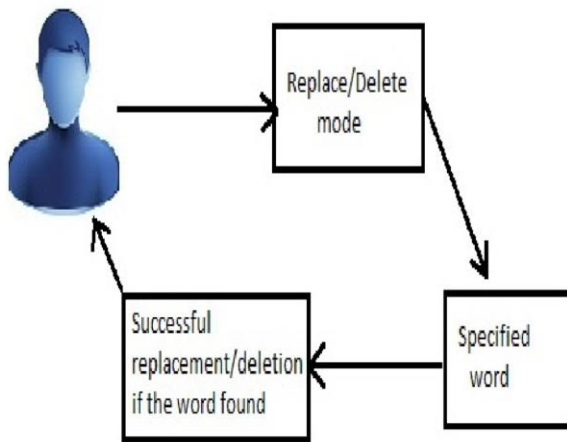 Replace/Delete
mode
Specified
word
Successful
replacement/deletion
if the word found